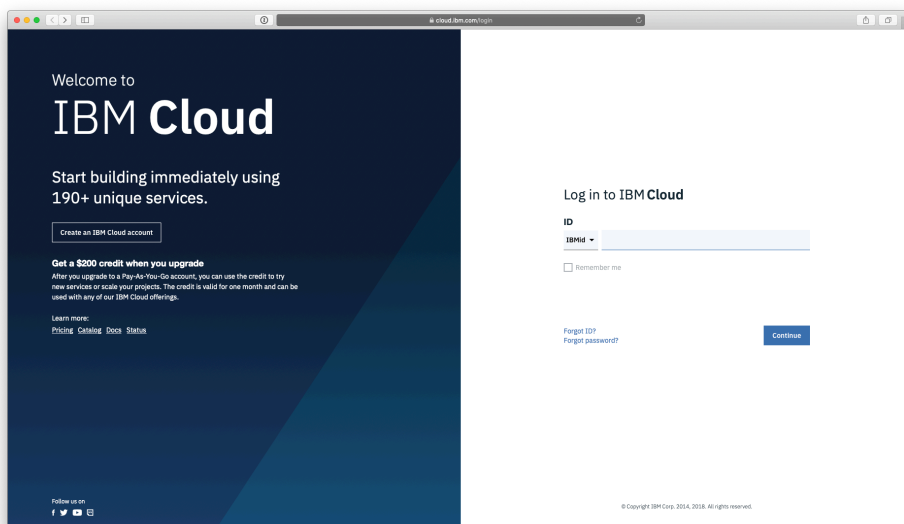 cloud.ibm.com/login
Welcome to
IBM Cloud
Start building immediately using
190+ unique services.
Create an IBM Cloud account
Get a $200 credit when you upgrade
After you upgrade to a Pay-As-You-Go account, you can use the credit to try
new services or scale your projects. The credit is valid for one month and can be
used with any of our IBM Cloud offerings.
Learn more:
Pricing Catalog Docs Status
Follow us on
Log in to IBM Cloud
ID
IBMid
Remember me
Forgot ID?
Forgot password?
Continue
© Copyright IBM Corp. 2014, 2018. All rights reserved.